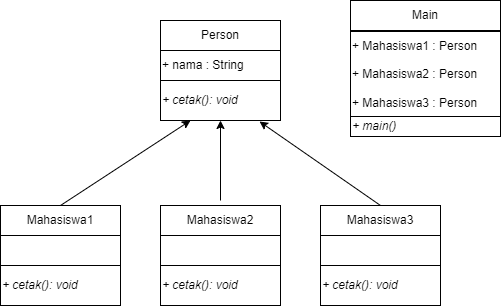 Person
+ nama : String
+ cetak(): void
Main
+ Mahasiswa1 : Person
+ Mahasiswa2 : Person
+ Mahasiswa3 : Person
+ main()
Mahasiswa1
+ cetak(): void
Mahasiswa2
+ cetak(): void
Mahasiswa3
+ cetak(): void